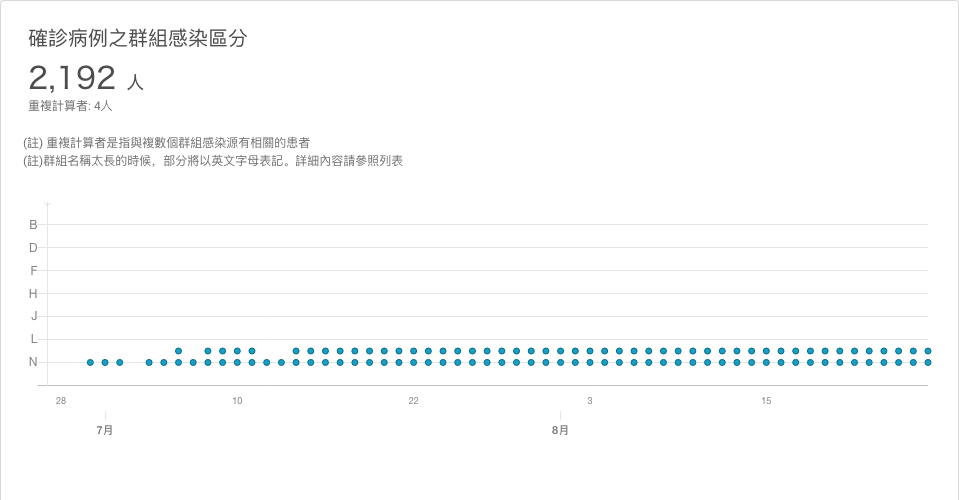 確診病例之群組感染區分
2,192 人
重複計算者: 4人
(註) 重複計算者是指與複數個群組感染源有相關的患者
(註)群組名稱太長的時候，部分將以英文字母表記。詳細內容請參照列表
B
D
F
H
J
L
N
28 10 22 3 15
7月 8月